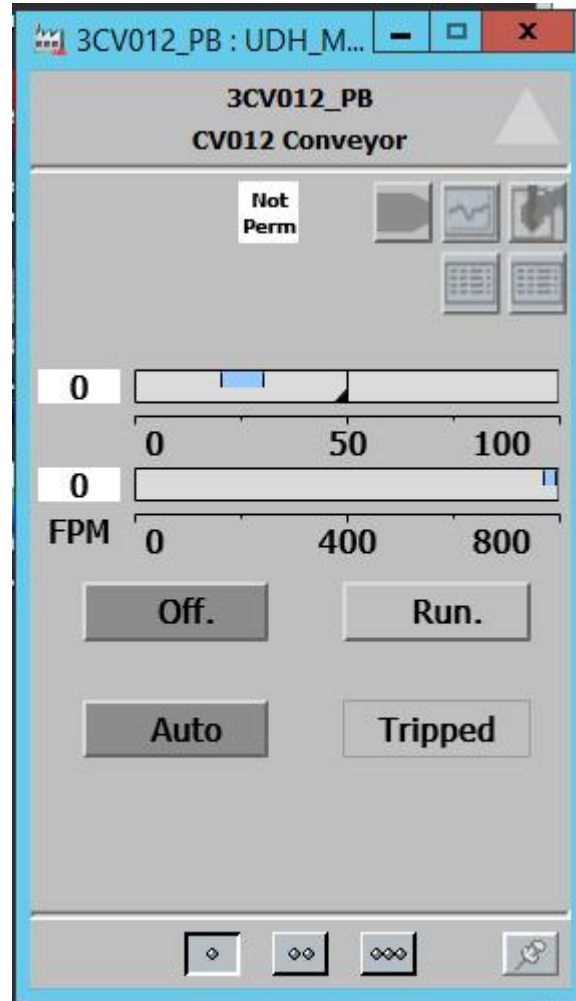 3CV012_PB : UDH_M...
3CV012_PB
CV012 Conveyor
Not
Perm
0
0 50 100
0
FPM 0 400 800
Off. Run.
Auto Tripped